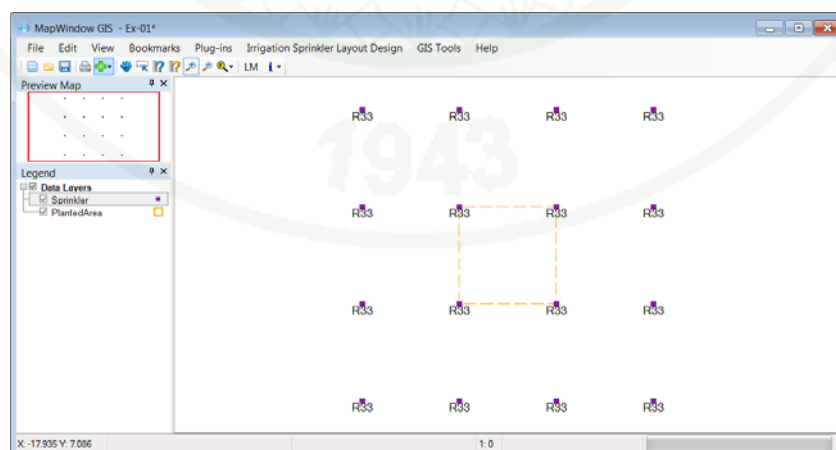 MapWindow GIS - Ex-01*
File Edit View Bookmarks Plug-ins Irrigation Sprinkler Layout Design GIS Tools Help
LM i
Preview Map
Legend
Data Layers
Sprinkler
PlantedArea
1943
R33 R33 R33 R33
R33 R33 R33 R33
R33 R33 R33 R33
R33 R33 R33 R33
X: -17.935 Y: 7.086 1: 0